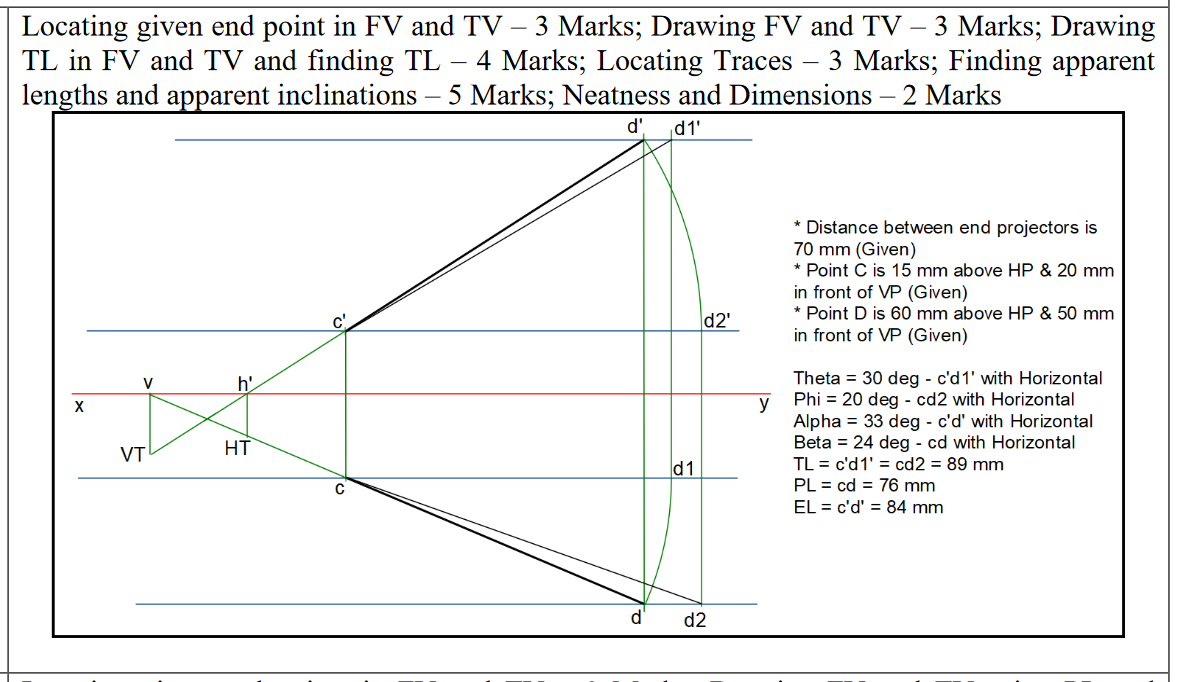 Locating given end point in FV and TV – 3 Marks; Drawing FV and TV – 3 Marks; Drawing
TL in FV and TV and finding TL – 4 Marks; Locating Traces – 3 Marks; Finding apparent
lengths and apparent inclinations – 5 Marks; Neatness and Dimensions – 2 Marks
d' d1'
* Distance between end projectors is
70 mm (Given)
* Point C is 15 mm above HP & 20 mm
in front of VP (Given)
* Point D is 60 mm above HP & 50 mm
in front of VP (Given)
c' d2'
v h'
x y
VT HT
Theta = 30 deg - c'd1' with Horizontal
Phi = 20 deg - cd2 with Horizontal
Alpha = 33 deg - c'd' with Horizontal
Beta = 24 deg - cd with Horizontal
TL = c'd1' = cd2 = 89 mm
PL = cd = 76 mm
EL = c'd' = 84 mm
c d1
d d2